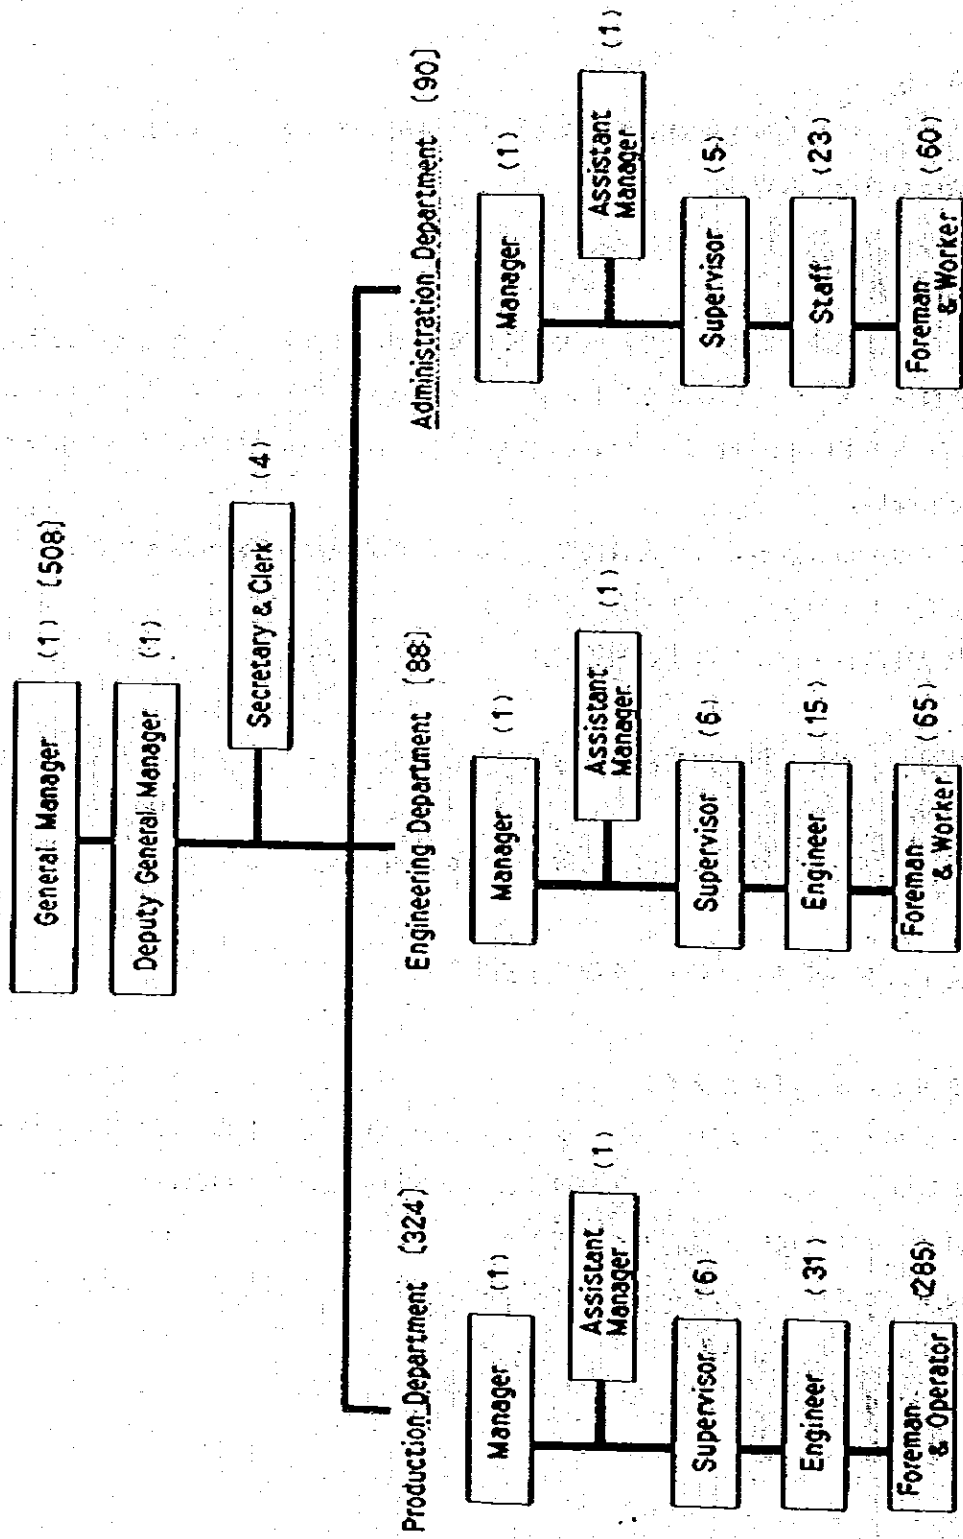 General Manager (1) (508)
Deputy General Manager (1)
Secretary & Clerk (4)
Production Department (324)
Manager (1)
Assistant
Manager (1)
Supervisor (6)
Engineer (31)
Foreman
& Operator (285)
Engineering Department (88)
Manager (1)
Assistant
Manager (1)
Supervisor (6)
Engineer (15)
Foreman
& Worker (65)
Administration Department (90)
Manager (1)
Assistant
Manager (1)
Supervisor (5)
Staff (23)
Foreman
& Worker (60)